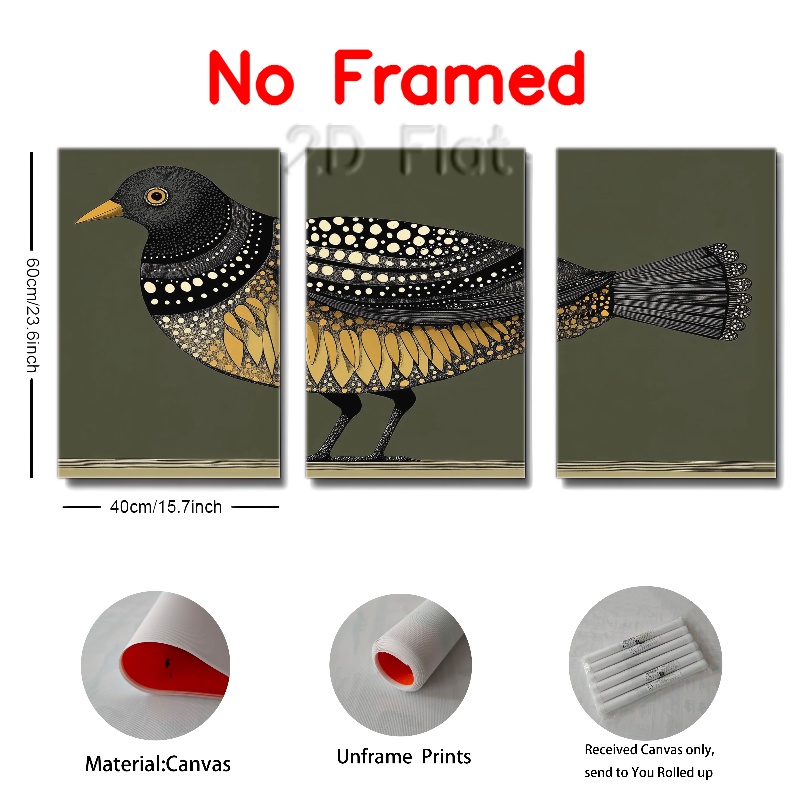 No Framed
2D Flat
60cm/23.6inch
40cm/15.7inch
Material:Canvas
Unframe Prints
Received Canvas only,
send to You Rolled up